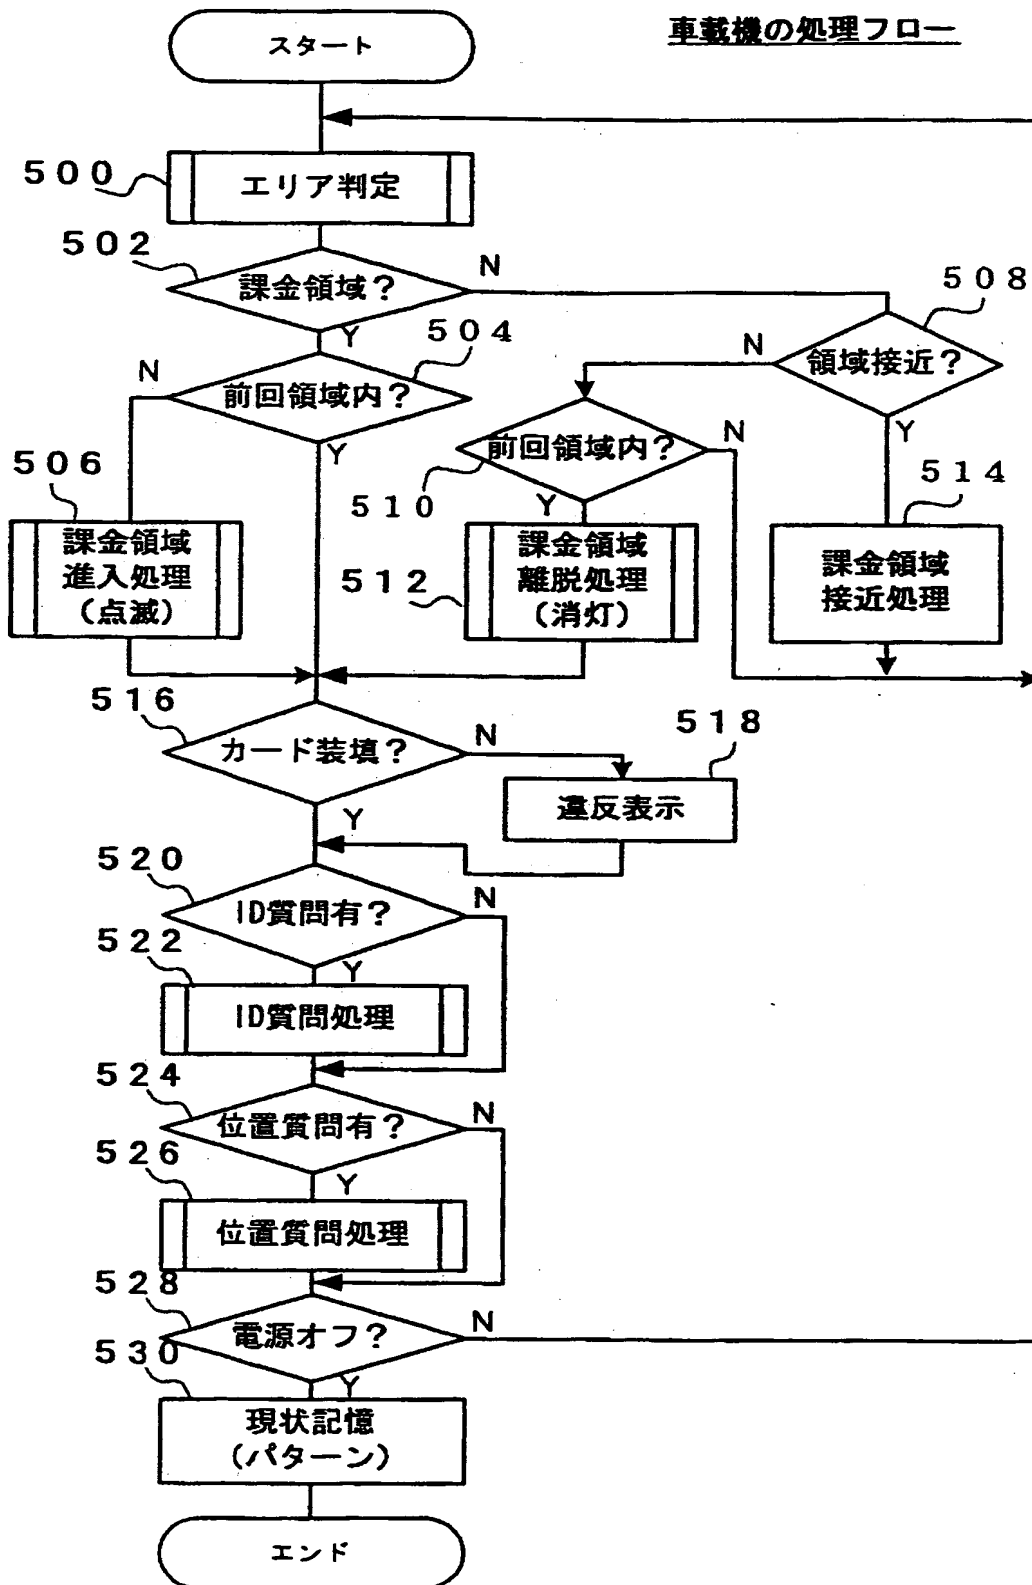 車載機の処理フロー
スタート
500
エリア判定
502
課金領域?
N
Y
508
領域接近?
N
Y
504
前回領域内?
N
Y
506
課金領域
進入処理
(点滅)
510
前回領域内?
N
Y
512
課金領域
離脱処理
(消灯)
514
課金領域
接近処理
516
カード装填?
N
Y
518
違反表示
520
ID質問有?
N
Y
522
ID質問処理
524
位置質問有?
N
Y
526
位置質問処理
528
電源オフ?
N
Y
530
現状記憶
(パターン)
エンド